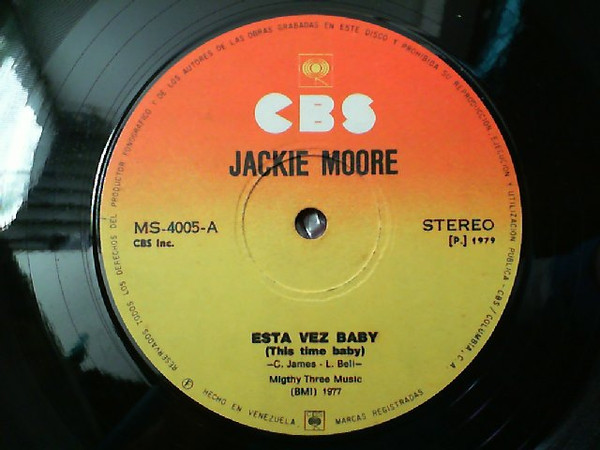 CBS
JACKIE MOORE
MS-4005-A
CBS Inc.
STEREO
[P.] 1979
ESTA VEZ BABY
(This time baby)
-C. James - L. Bell-
Migthy Three Music
(BMI) 1977
RESERVADOS TODOS LOS DERECHOS DEL PRODUCTOR FONOGRAFICO Y DE LOS AUTORES DE LAS OBRAS GRABADAS EN ESTE DISCO Y PROHIBIDA SU REPRODUCCION, EJECUCION Y UTILIZACION PUBLICA - CBS / COLUMBIA, C. A.
HECHO EN VENEZUELA
MARCAS REGISTRADAS